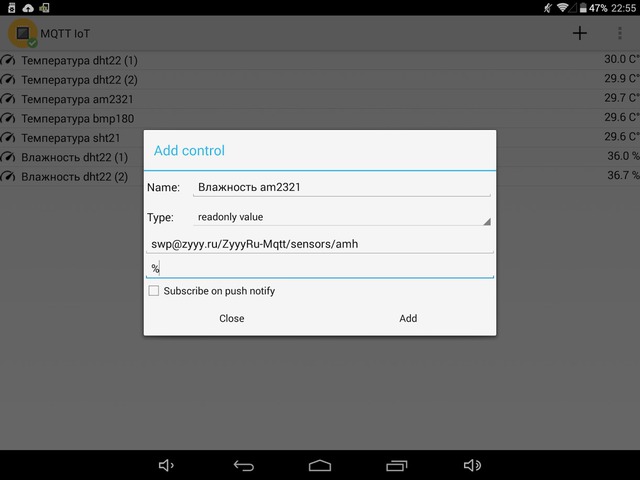 47% 22:55
MQTT IoT
Температура dht22 (1) 30.0 C°
Температура dht22 (2) 29.9 C°
Температура am2321 29.7 C°
Температура bmp180 29.6 C°
Температура sht21 29.6 C°
Влажность dht22 (1) 36.0 %
Влажность dht22 (2) 36.7 %
Add control
Name: Влажность am2321
Type: readonly value
swp@zyyy.ru/ZyyyRu-Mqtt/sensors/amh
%
Subscribe on push notify
Close Add